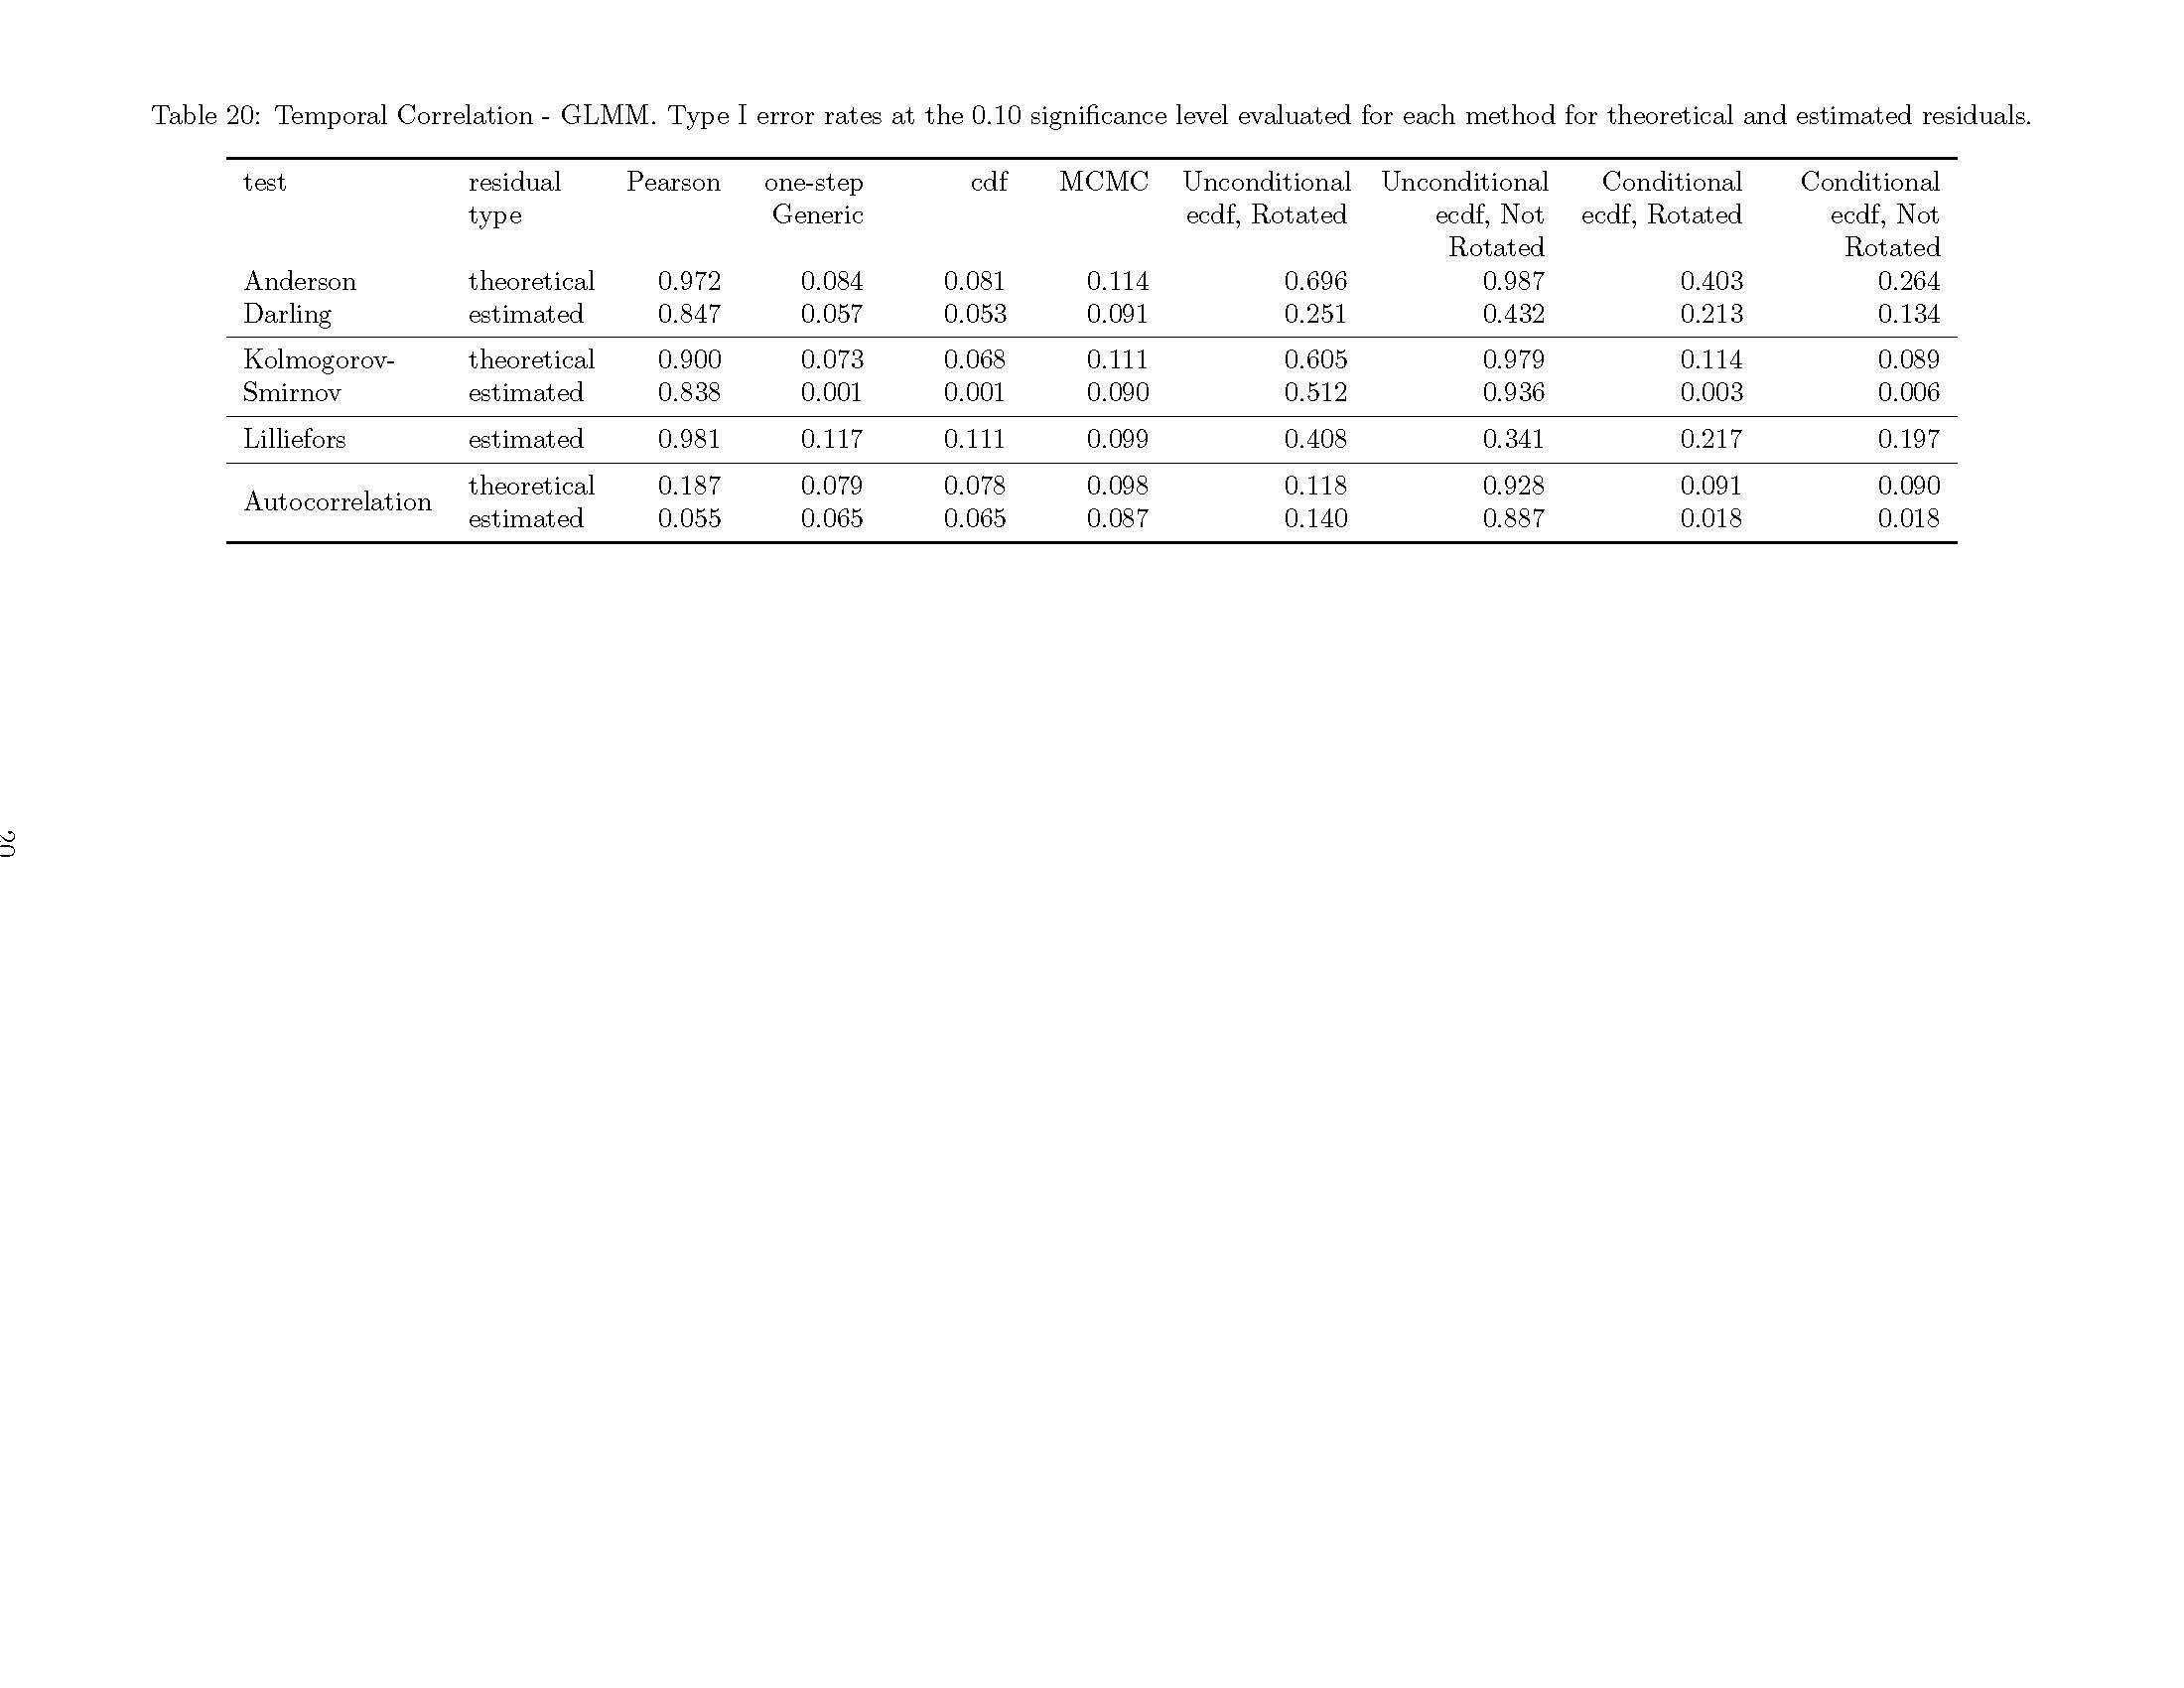 Table 20: Temporal Correlation - GLMM. Type I error rates at the 0.10 significance level evaluated for each method for theoretical and estimated residuals.
test residual Pearson one-step cdf MCMC Unconditional Unconditional Conditional Conditional
type Generic ecdf, Rotated ecdf, Not ecdf, Rotated ecdf, Not
Rotated Rotated
Anderson theoretical 0.972 0.084 0.081 0.114 0.696 0.987 0.403 0.264
Darling estimated 0.847 0.057 0.053 0.091 0.251 0.432 0.213 0.134
Kolmogorov- theoretical 0.900 0.073 0.068 0.111 0.605 0.979 0.114 0.089
Smirnov estimated 0.838 0.001 0.001 0.090 0.512 0.936 0.003 0.006
Lilliefors estimated 0.981 0.117 0.111 0.099 0.408 0.341 0.217 0.197
Autocorrelation theoretical 0.187 0.079 0.078 0.098 0.118 0.928 0.091 0.090
estimated 0.055 0.065 0.065 0.087 0.140 0.887 0.018 0.018
20